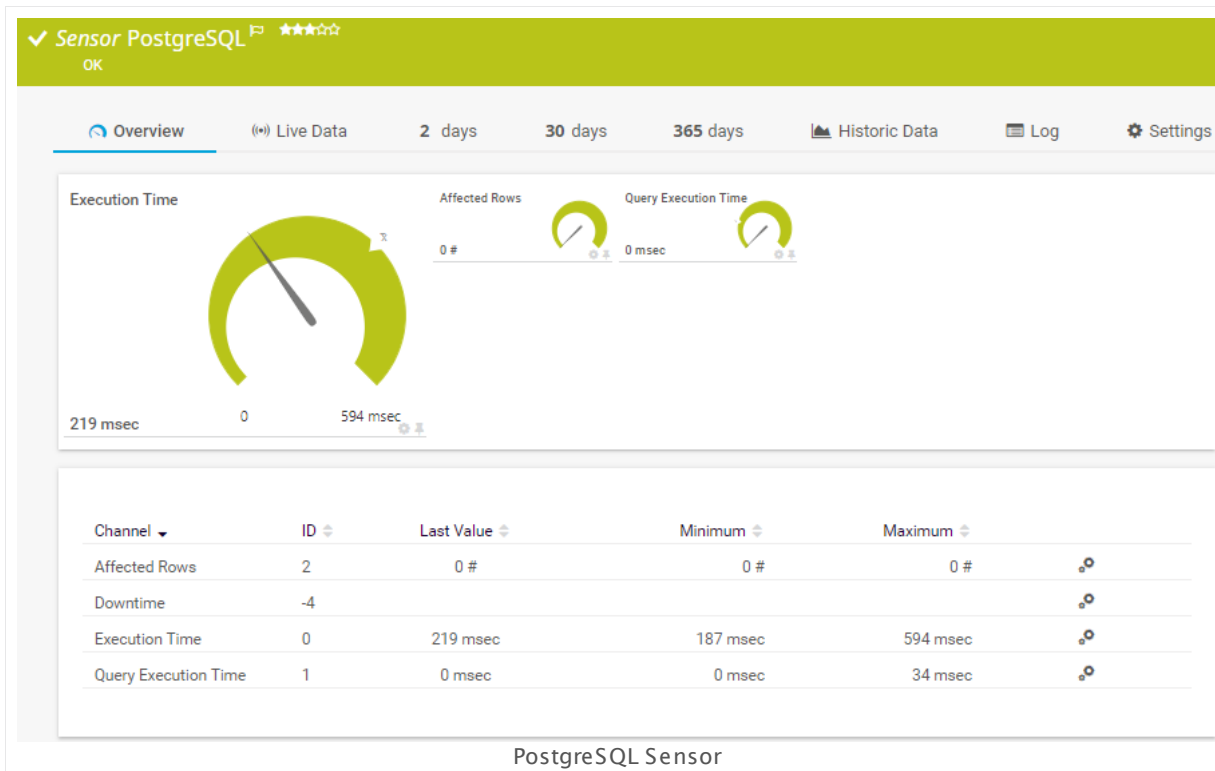 Sensor PostgreSQL
OK
Overview Live Data 2 days 30 days 365 days Historic Data Log Settings
Execution Time
Affected Rows
Query Execution Time
0 #
0 msec
219 msec
0
594 msec
Channel ID Last Value Minimum Maximum
Affected Rows 2 0 # 0 # 0 #
Downtime -4
Execution Time 0 219 msec 187 msec 594 msec
Query Execution Time 1 0 msec 0 msec 34 msec
PostgreSQL Sensor